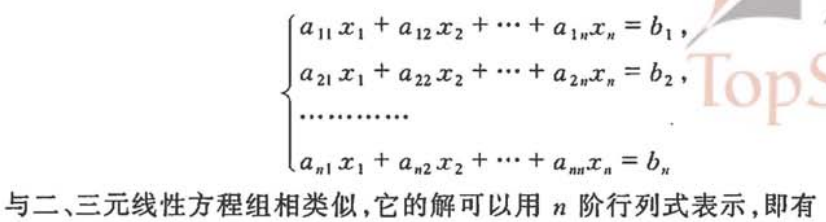 a₁₁x₁ + a₁₂x₂ + ⋯ + a₁ₙxₙ = b₁,
a₂₁x₁ + a₂₂x₂ + ⋯ + a₂ₙxₙ = b₂,
…………
aₙ₁x₁ + aₙ₂x₂ + ⋯ + aₙₙxₙ = bₙ
TopS
与二、三元线性方程组相类似,它的解可以用 n 阶行列式表示,即有